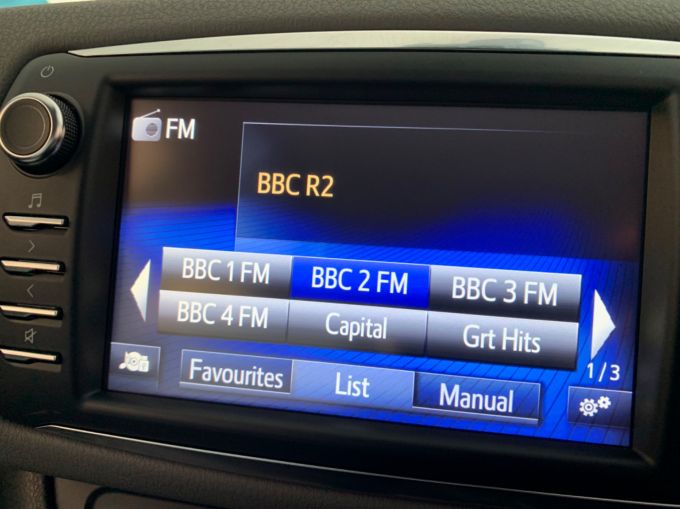 FM
BBC R2
BBC 1 FM
BBC 2 FM
BBC 3 FM
BBC 4 FM
Capital
Grt Hits
1/3
Favourites
List
Manual